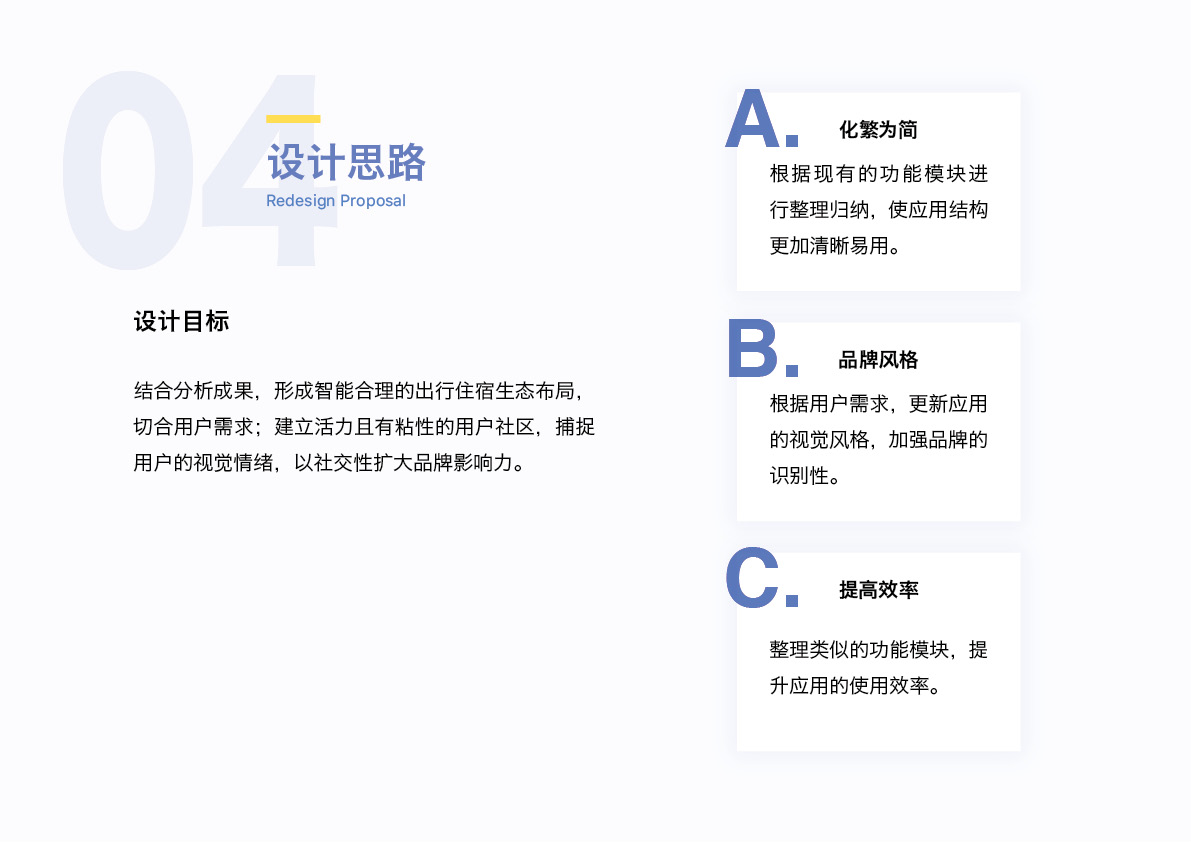 04
设计思路
Redesign Proposal
设计目标
结合分析成果，形成智能合理的出行住宿生态布局，
切合用户需求；建立活力且有粘性的用户社区，捕捉
用户的视觉情绪，以社交性扩大品牌影响力。
A.
化繁为简
根据现有的功能模块进
行整理归纳，使应用结构
更加清晰易用。
B.
品牌风格
根据用户需求，更新应用
的视觉风格，加强品牌的
识别性。
C.
提高效率
整理类似的功能模块，提
升应用的使用效率。